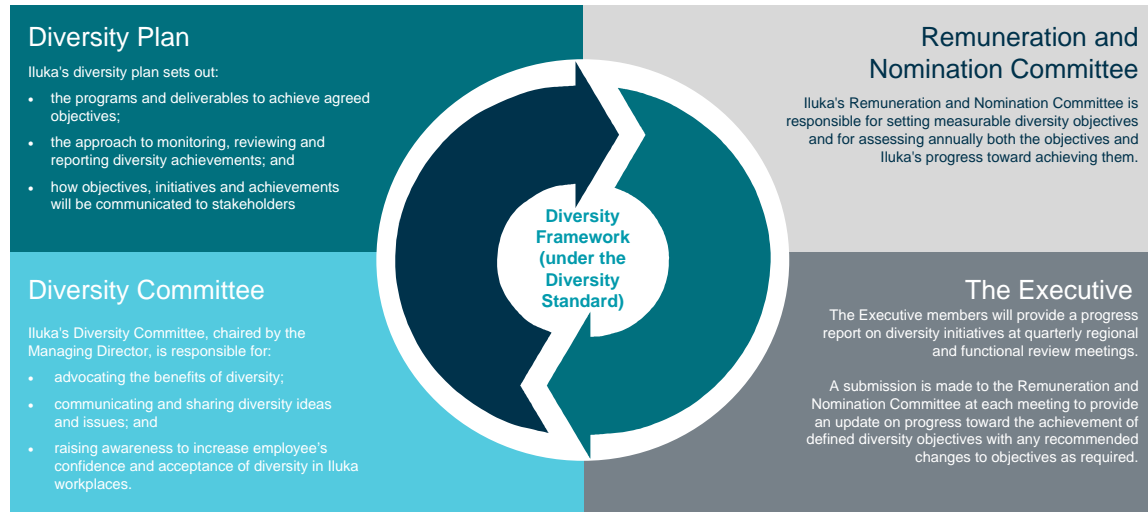 Diversity Plan
Iluka's diversity plan sets out:
• the programs and deliverables to achieve agreed
objectives;
• the approach to monitoring, reviewing and
reporting diversity achievements; and
• how objectives, initiatives and achievements
will be communicated to stakeholders
Remuneration and
Nomination Committee
Iluka's Remuneration and Nomination Committee is
responsible for setting measurable diversity objectives
and for assessing annually both the objectives and
Iluka's progress toward achieving them.
Diversity
Framework
(under the
Diversity
Standard)
Diversity Committee
Iluka's Diversity Committee, chaired by the
Managing Director, is responsible for:
• advocating the benefits of diversity;
• communicating and sharing diversity ideas
and issues; and
• raising awareness to increase employee's
confidence and acceptance of diversity in Iluka
workplaces.
The Executive
The Executive members will provide a progress
report on diversity initiatives at quarterly regional
and functional review meetings.
A submission is made to the Remuneration and
Nomination Committee at each meeting to provide
an update on progress toward the achievement of
defined diversity objectives with any recommended
changes to objectives as required.